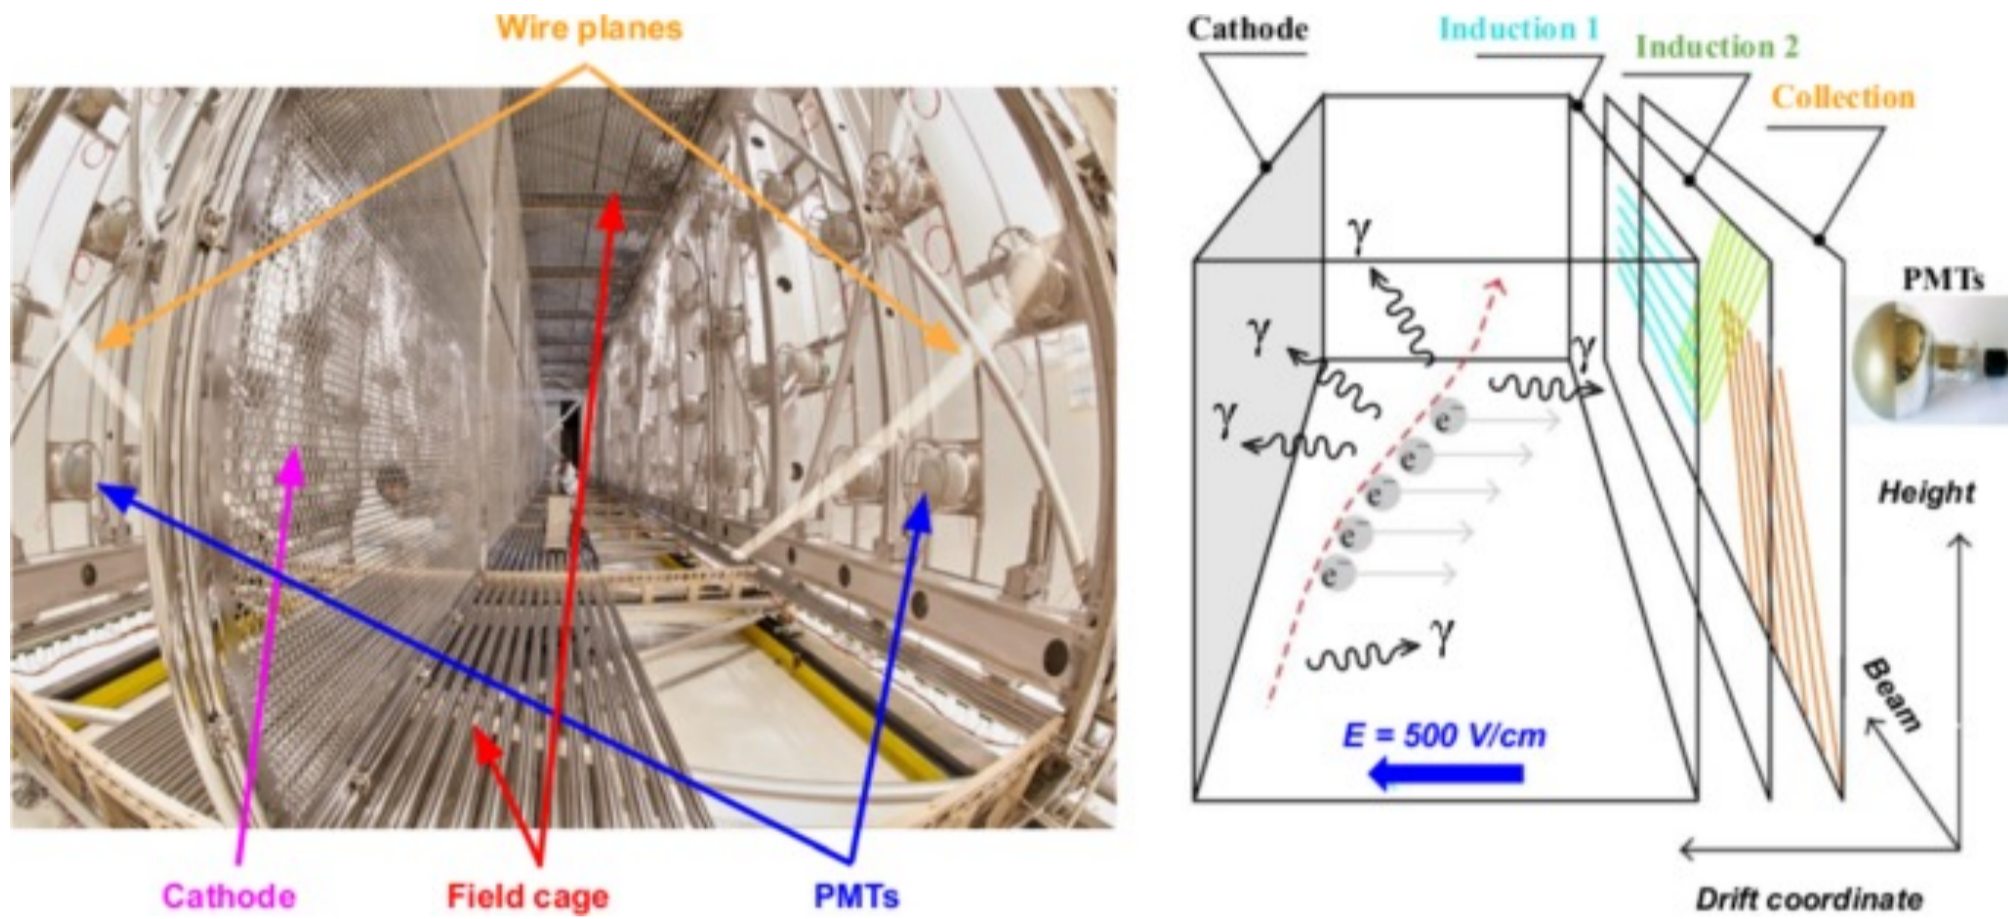 Wire planes
Cathode
Field cage
PMTs
Cathode
Induction 1
Induction 2
Collection
PMTs
γ
γ
γ
γ
γ
e⁻
e⁻
e⁻
e⁻
e⁻
E = 500 V/cm
Height
Beam
Drift coordinate